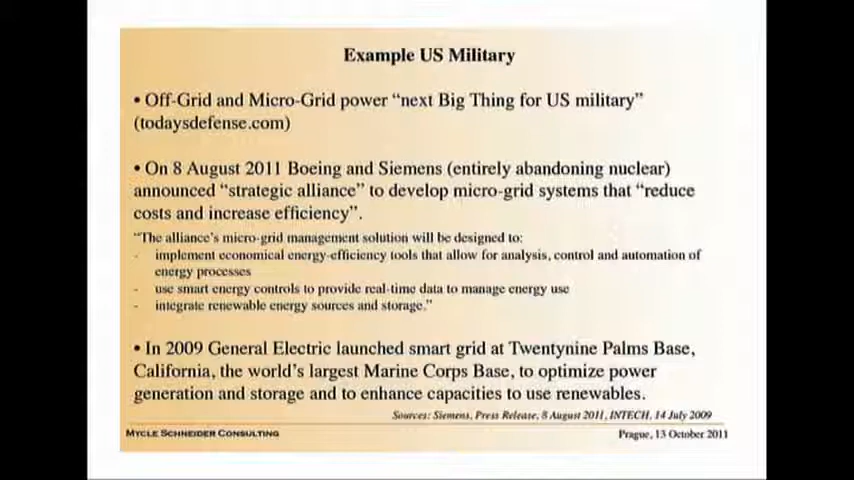 Example US Military
• Off-Grid and Micro-Grid power “next Big Thing for US military”
(todaysdefense.com)
• On 8 August 2011 Boeing and Siemens (entirely abandoning nuclear)
announced “strategic alliance” to develop micro-grid systems that “reduce
costs and increase efficiency”.
“The alliance’s micro-grid management solution will be designed to:
- implement economical energy-efficiency tools that allow for analysis, control and automation of
energy processes
- use smart energy controls to provide real-time data to manage energy use
- integrate renewable energy sources and storage.”
• In 2009 General Electric launched smart grid at Twentynine Palms Base,
California, the world’s largest Marine Corps Base, to optimize power
generation and storage and to enhance capacities to use renewables.
Sources: Siemens, Press Release, 8 August 2011, INTECH, 14 July 2009
MYCLE SCHNEIDER CONSULTING
Prague, 13 October 2011